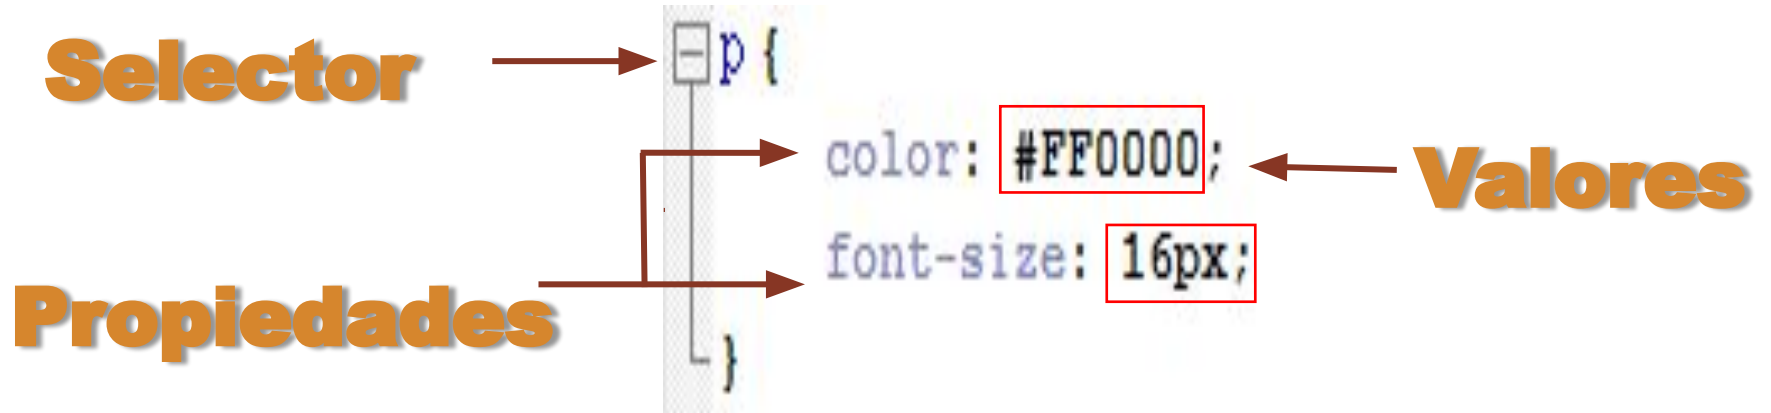 Selector
p {
color: #FF0000;
Valores
font-size: 16px;
Propiedades
}